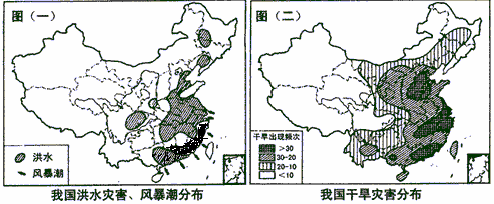 图（一）
洪水
风暴潮
我国洪水灾害、风暴潮分布
图（二）
干旱出现频次
>30
30-20
20-10
<10
我国干旱灾害分布